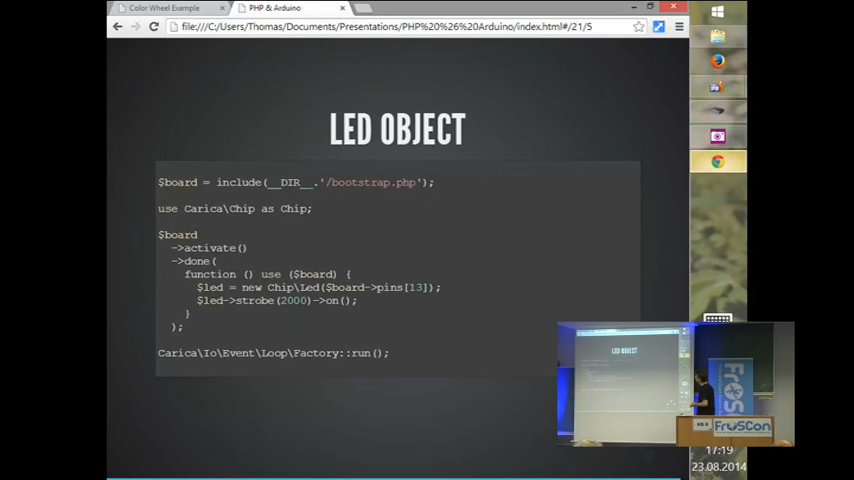 Color Wheel Example
PHP & Arduino
file:///C:/Users/Thomas/Documents/Presentations/PHP%20%26%20Arduino/index.html#/21/5
LED OBJECT
$board = include(__DIR__.'/bootstrap.php');
use Carica\Chip as Chip;
$board
->activate()
->done(
function () use ($board) {
$led = new Chip\Led($board->pins[13]);
$led->strobe(2000)->on();
}
);
Carica\Io\Event\Loop\Factory::run();
LED OBJECT
FrOSCon
FrOSCon
17:19
23.08.2014